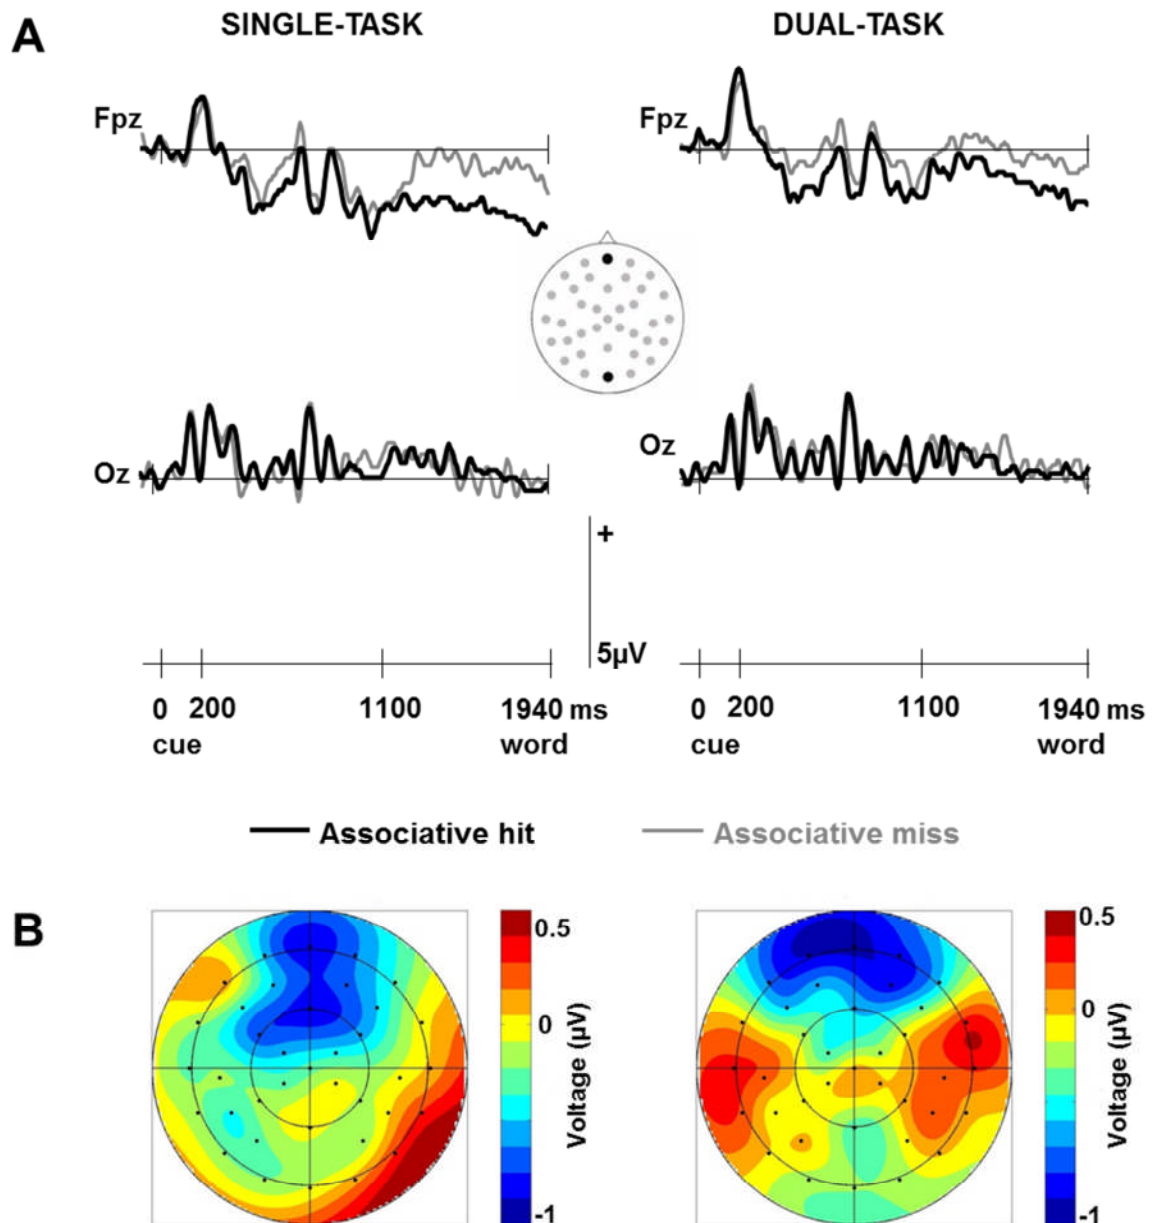 A
SINGLE-TASK
DUAL-TASK
Fpz
Fpz
Oz
Oz
+
5µV
0 200 1100 1940 ms
cue word
0 200 1100 1940 ms
cue word
Associative hit
Associative miss
B
0.5
0
-1
Voltage (µV)
0.5
0
-1
Voltage (µV)